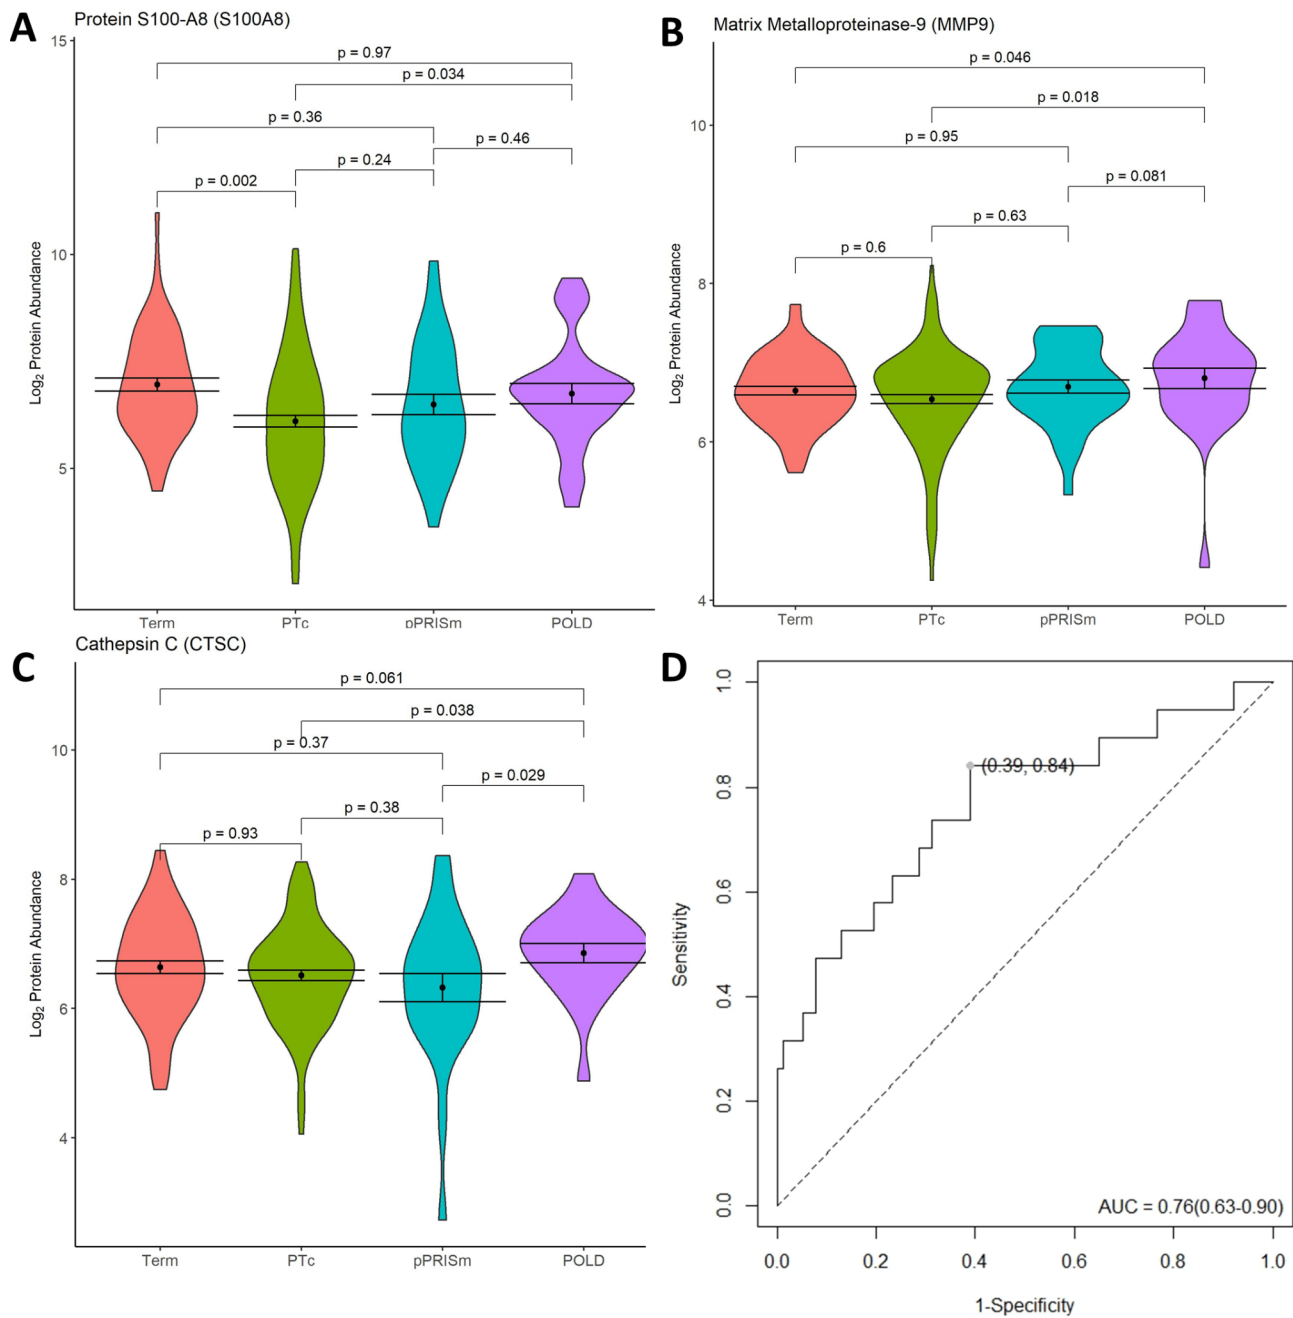 A
Protein S100-A8 (S100A8)
15
10
5
Log2 Protein Abundance
p = 0.97
p = 0.034
p = 0.36
p = 0.46
p = 0.24
p = 0.002
Term
PTc
pPRISm
POLD
B
Matrix Metalloproteinase-9 (MMP9)
10
8
6
4
Log2 Protein Abundance
p = 0.046
p = 0.018
p = 0.95
p = 0.081
p = 0.63
p = 0.6
Term
PTc
pPRISm
POLD
C
Cathepsin C (CTSC)
10
8
6
4
Log2 Protein Abundance
p = 0.061
p = 0.038
p = 0.37
p = 0.029
p = 0.38
p = 0.93
Term
PTc
pPRISm
POLD
D
1.0
0.8
0.6
0.4
0.2
0.0
Sensitivity
(0.39, 0.84)
AUC = 0.76(0.63-0.90)
0.0
0.2
0.4
0.6
0.8
1.0
1-Specificity